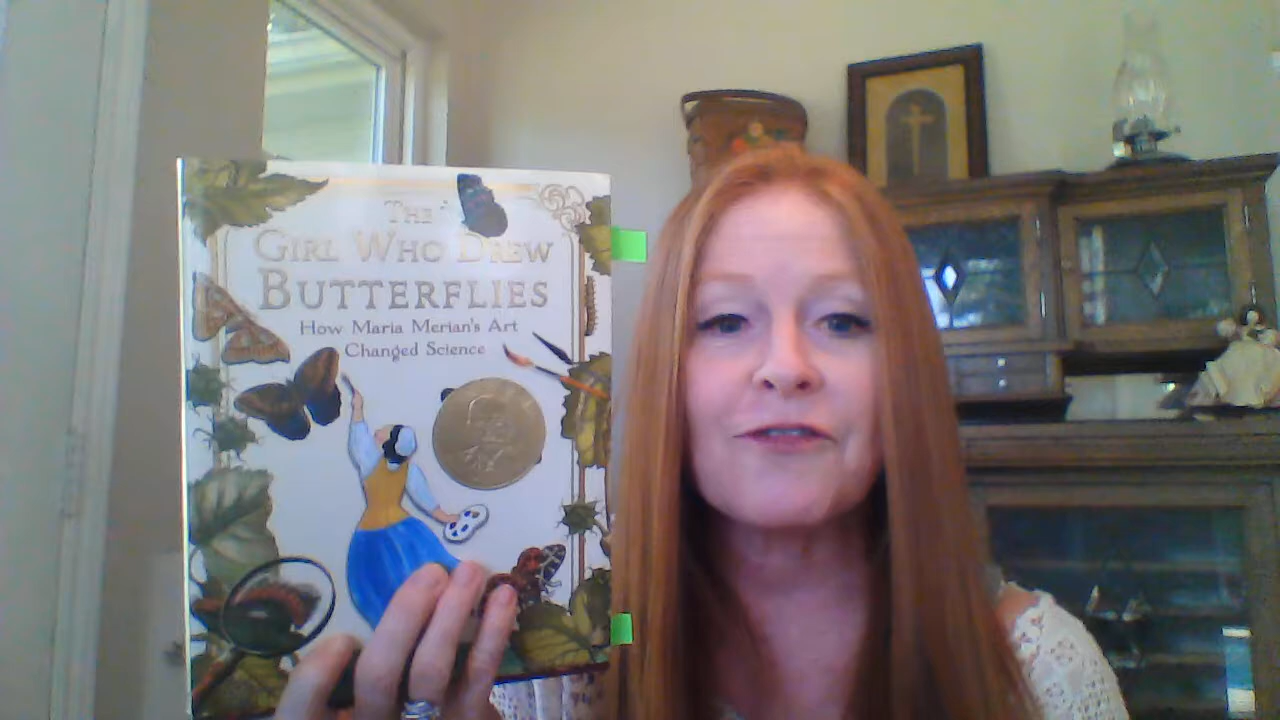 The
Girl Who Drew
Butterflies
How Maria Merian's Art
Changed Science